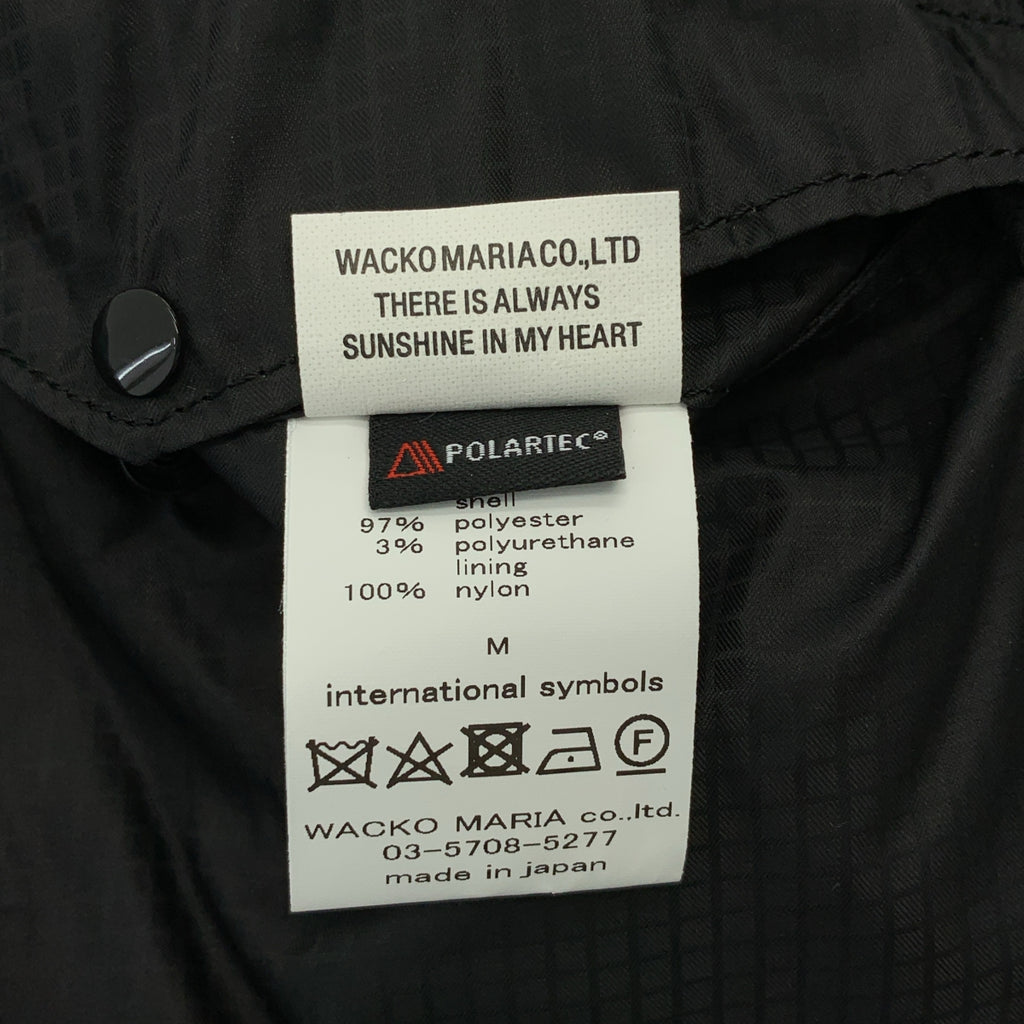 WACKO MARIA CO.,LTD
THERE IS ALWAYS
SUNSHINE IN MY HEART
POLARTEC®
shell
97% polyester
3% polyurethane
lining
100% nylon
M
international symbols
F
WACKO MARIA co.,ltd.
03-5708-5277
made in japan